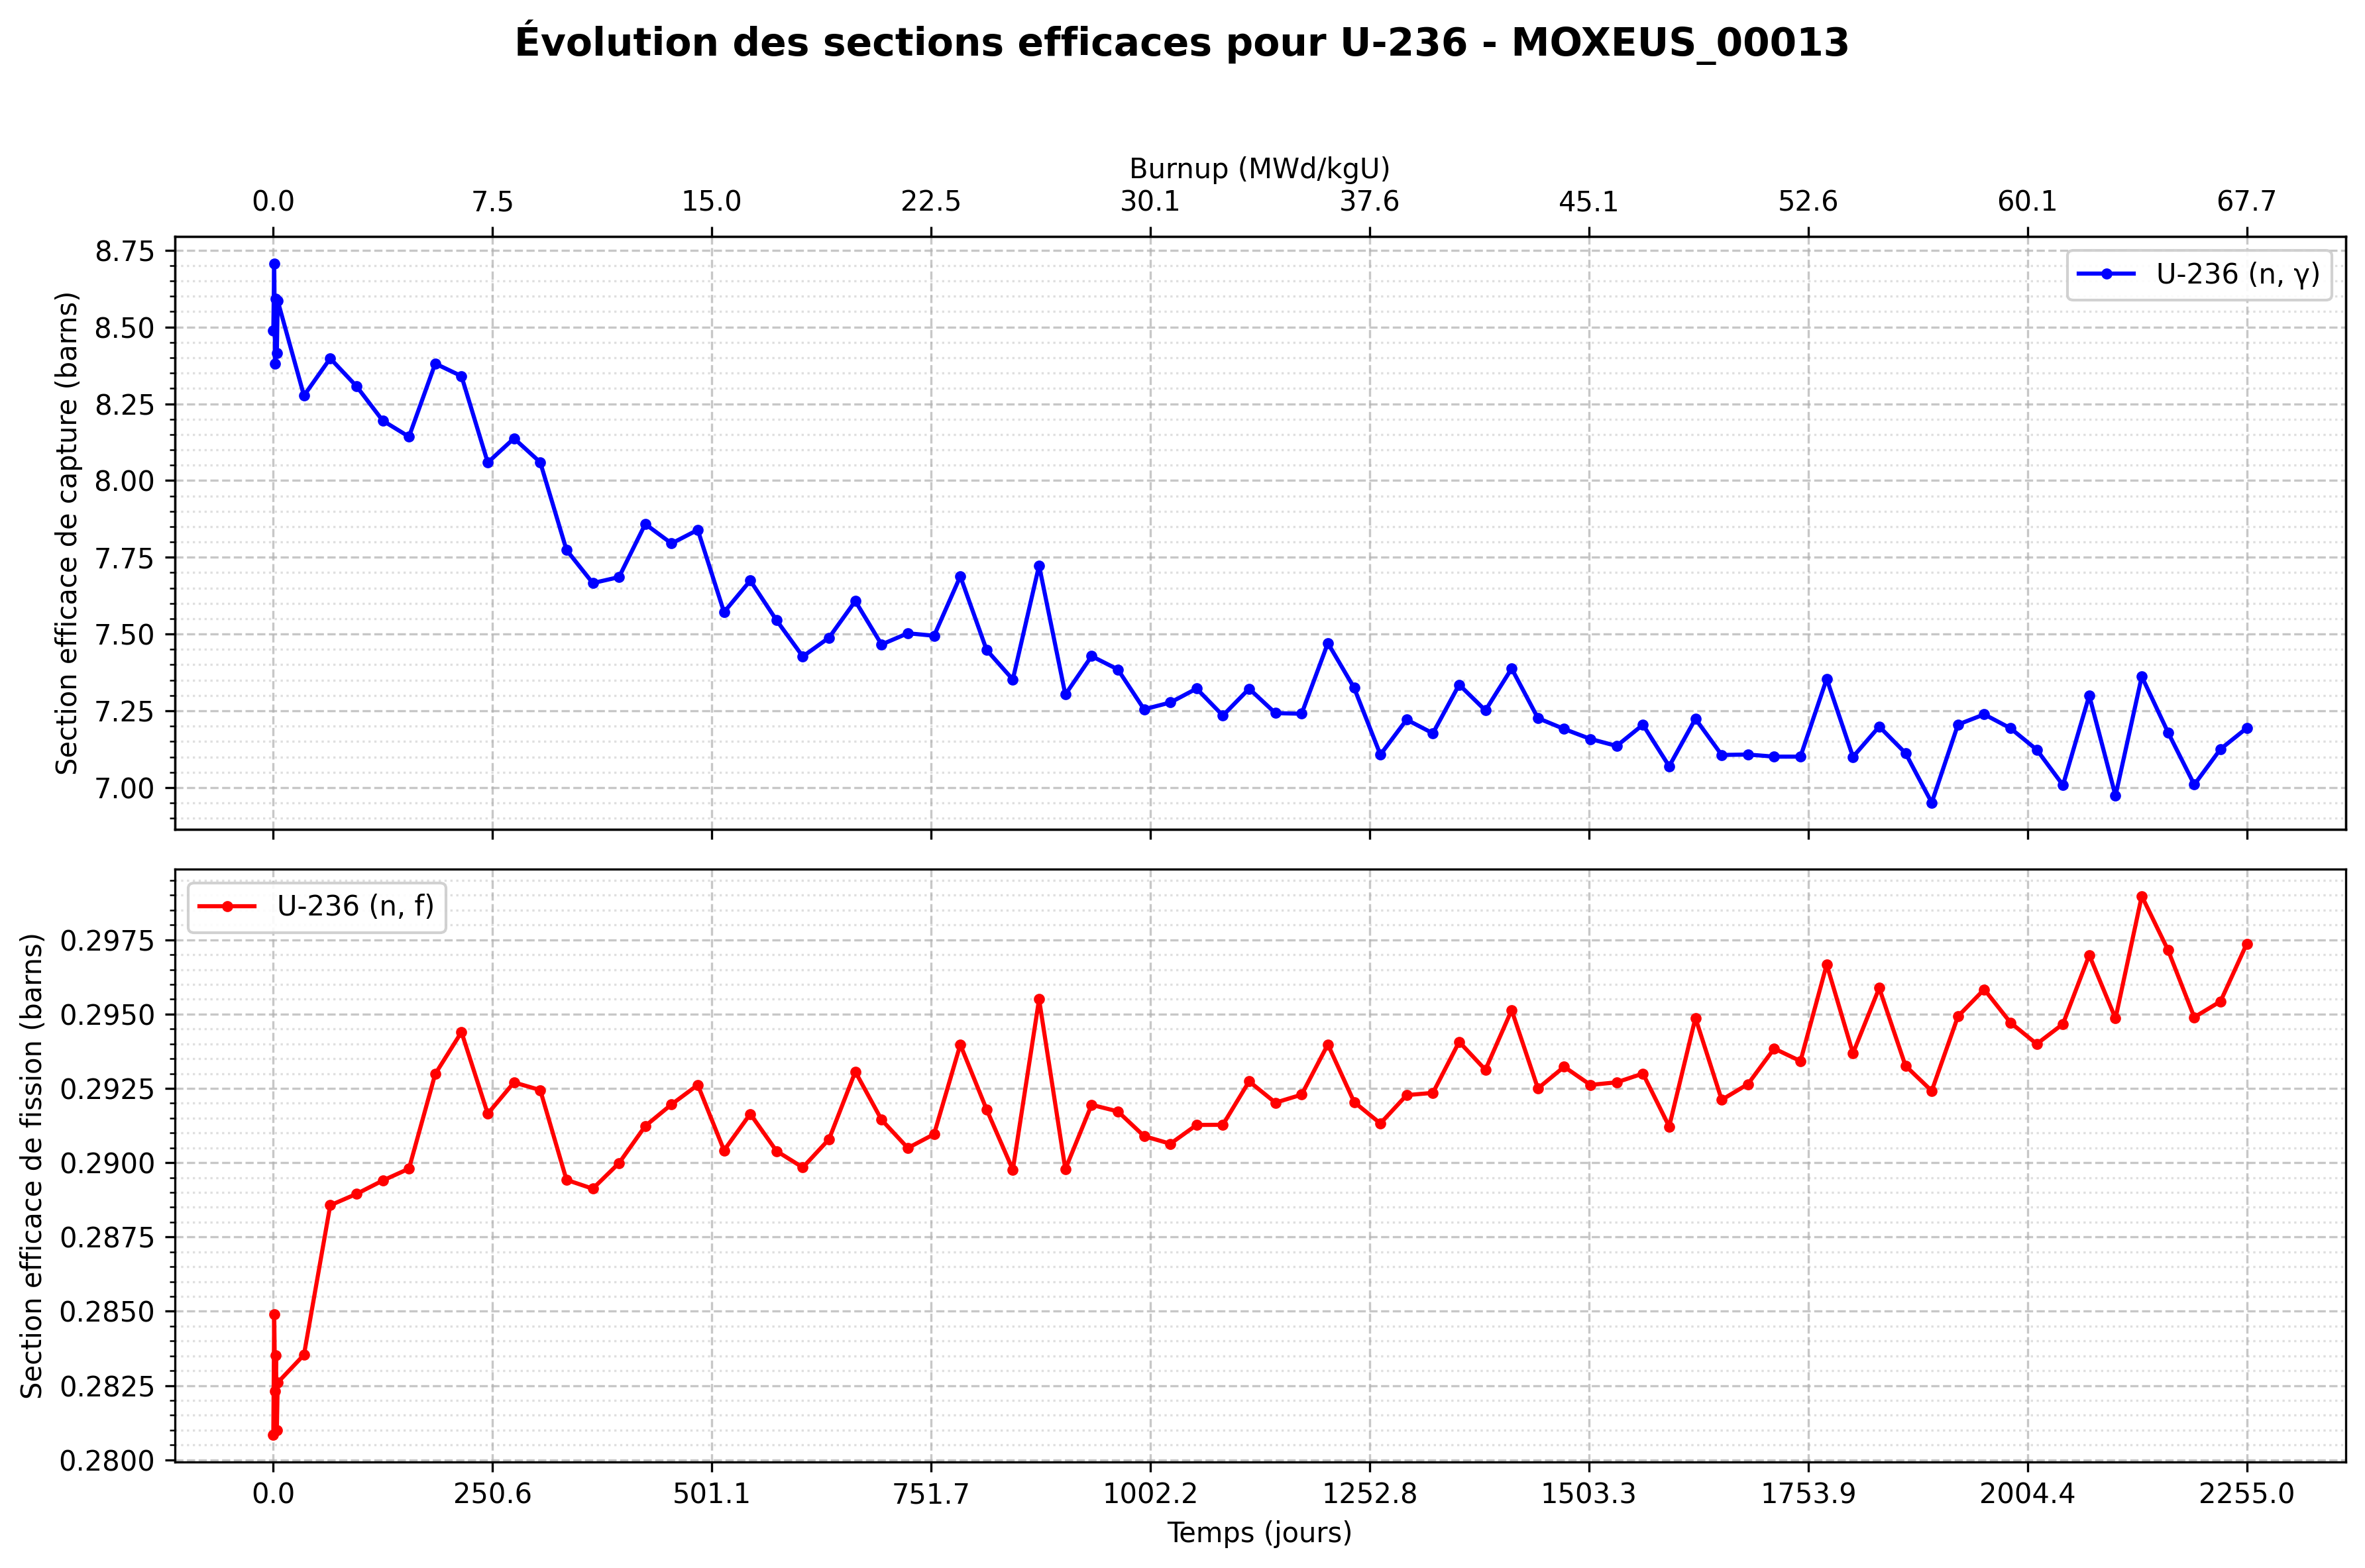 Évolution des sections efficaces pour U-236 - MOXEUS_00013
Burnup (MWd/kgU)
0.0 7.5 15.0 22.5 30.1 37.6 45.1 52.6 60.1 67.7
Section efficace de capture (barns)
8.75
8.50
8.25
8.00
7.75
7.50
7.25
7.00
U-236 (n, γ)
Section efficace de fission (barns)
0.2975
0.2950
0.2925
0.2900
0.2875
0.2850
0.2825
0.2800
U-236 (n, f)
0.0 250.6 501.1 751.7 1002.2 1252.8 1503.3 1753.9 2004.4 2255.0
Temps (jours)